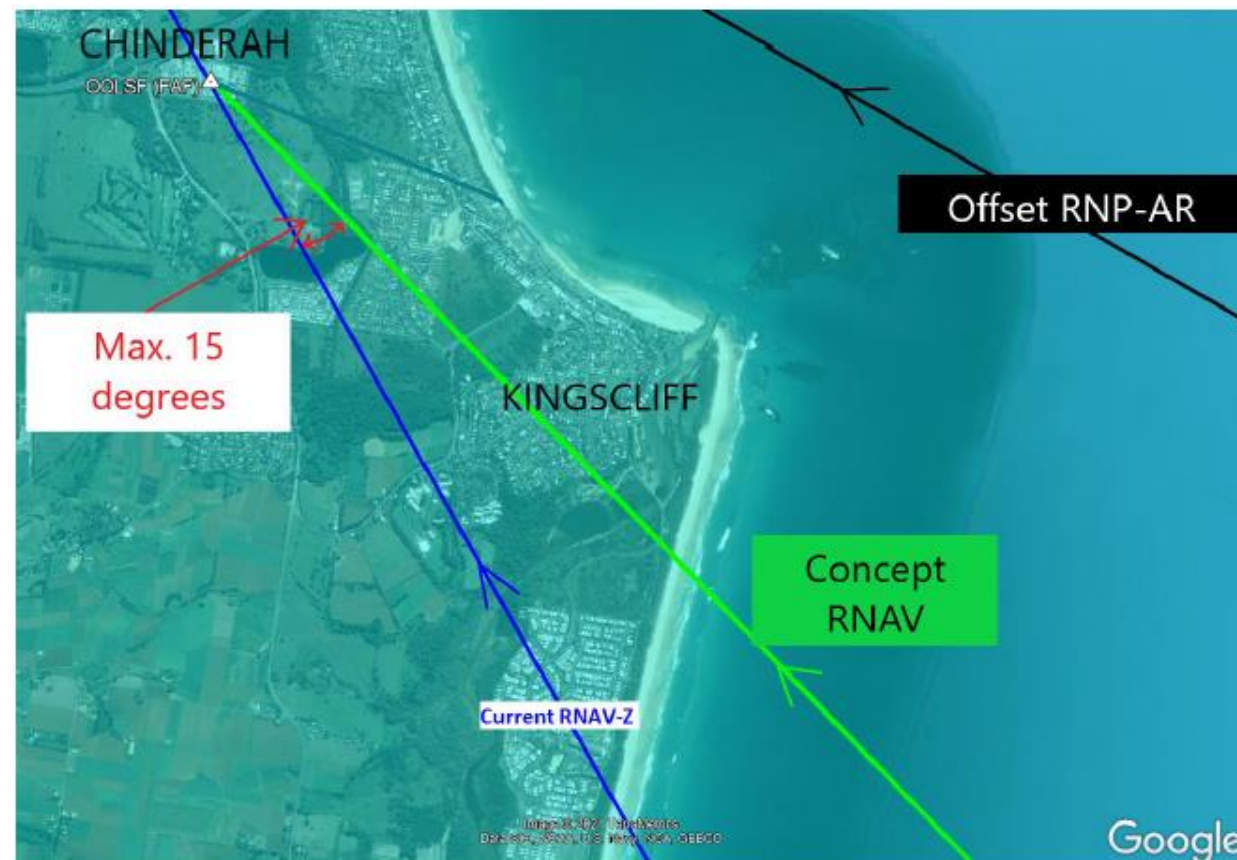 CHINDERAH
OOLSF (FAF)
Offset RNP-AR
Max. 15
degrees
KINGSCLIFF
Concept
RNAV
Current RNAV-Z
Google